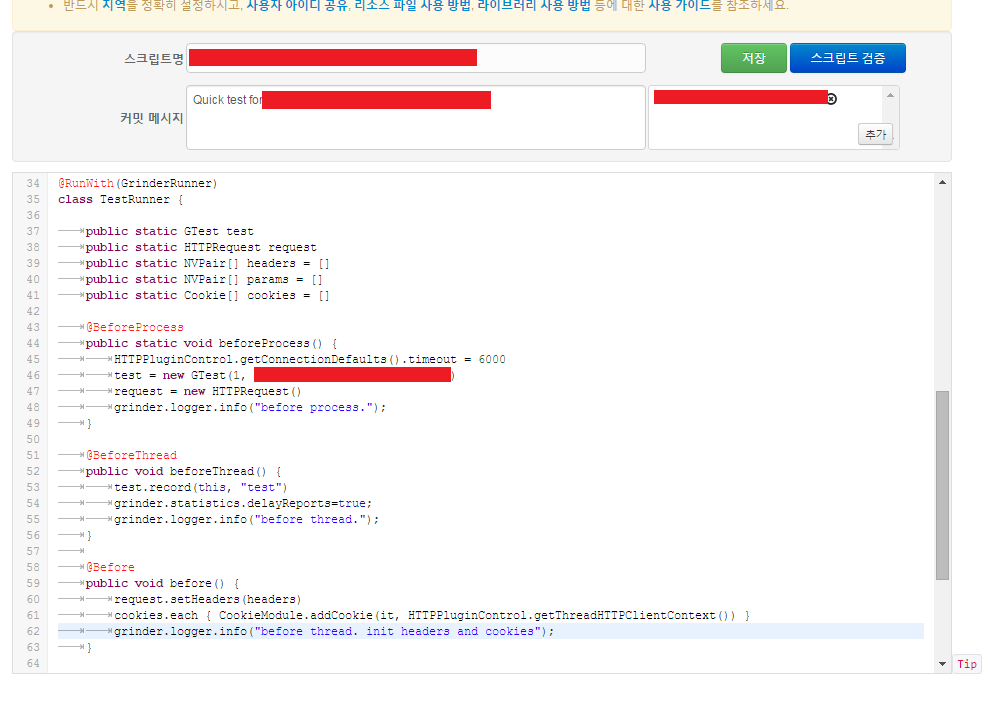 반드시 지역을 정확히 설정하시고, 사용자 아이디 공유, 리소스 파일 사용 방법, 라이브러리 사용 방법 등에 대한 사용 가이드를 참조하세요.
스크립트명
저장
스크립트 검증
커밋 메시지
Quick test for
추가
34 @RunWith(GrinderRunner)
35 class TestRunner {
36
37 public static GTest test
38 public static HTTPRequest request
39 public static NVPair[] headers = []
40 public static NVPair[] params = []
41 public static Cookie[] cookies = []
42
43 @BeforeProcess
44 public static void beforeProcess() {
45 HTTPPluginControl.getConnectionDefaults().timeout = 6000
46 test = new GTest(1, )
47 request = new HTTPRequest()
48 grinder.logger.info("before process.");
49 }
50
51 @BeforeThread
52 public void beforeThread() {
53 test.record(this, "test")
54 grinder.statistics.delayReports=true;
55 grinder.logger.info("before thread.");
56 }
57
58 @Before
59 public void before() {
60 request.setHeaders(headers)
61 cookies.each { CookieModule.addCookie(it, HTTPPluginControl.getThreadHTTPClientContext()) }
62 grinder.logger.info("before thread. init headers and cookies");
63 }
64
Tip